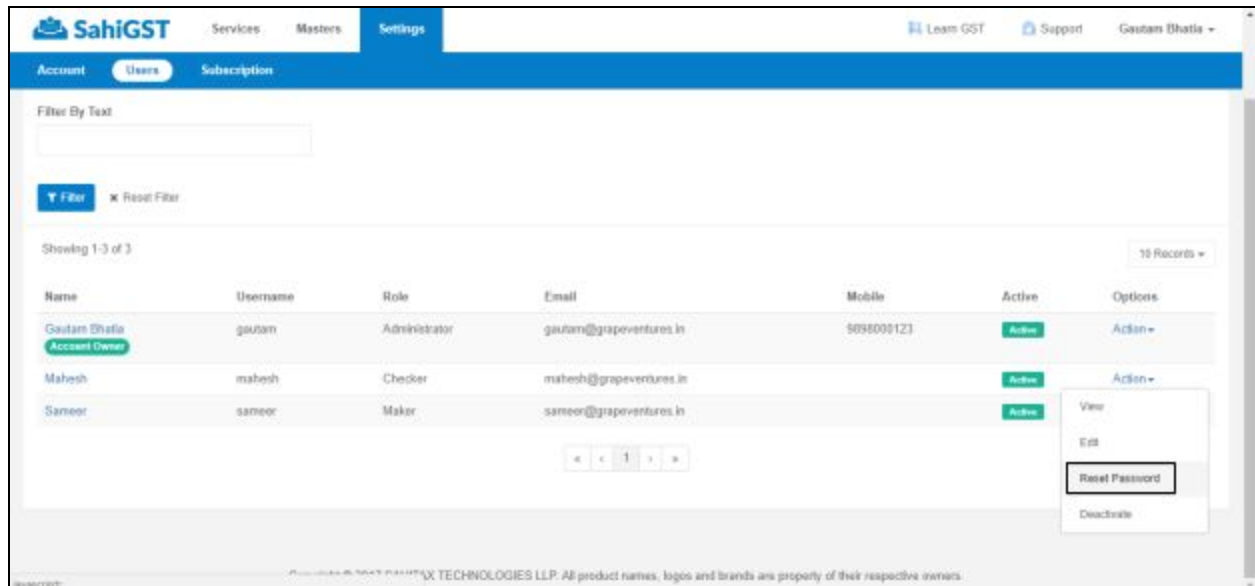 SahiGST Services Masters Settings Learn GST Support Gautam Bhatla
Account Users Subscription
Filter By Text
Filter Reset Filter
Showing 1-3 of 3
10 Records
Name Username Role Email Mobile Active Options
Gautam Bhatla gautam Administrator gautam@grapeventures.in 9898000123 Active Action
Account Owner
Mahesh mahesh Checker mahesh@grapeventures.in Active Action
Sameer sameer Maker sameer@grapeventures.in Active
View
« ‹ 1 › »
Edit
Reset Password
Deactivate
TECHNOLOGIES LLP. All product names, logos and brands are property of their respective owners